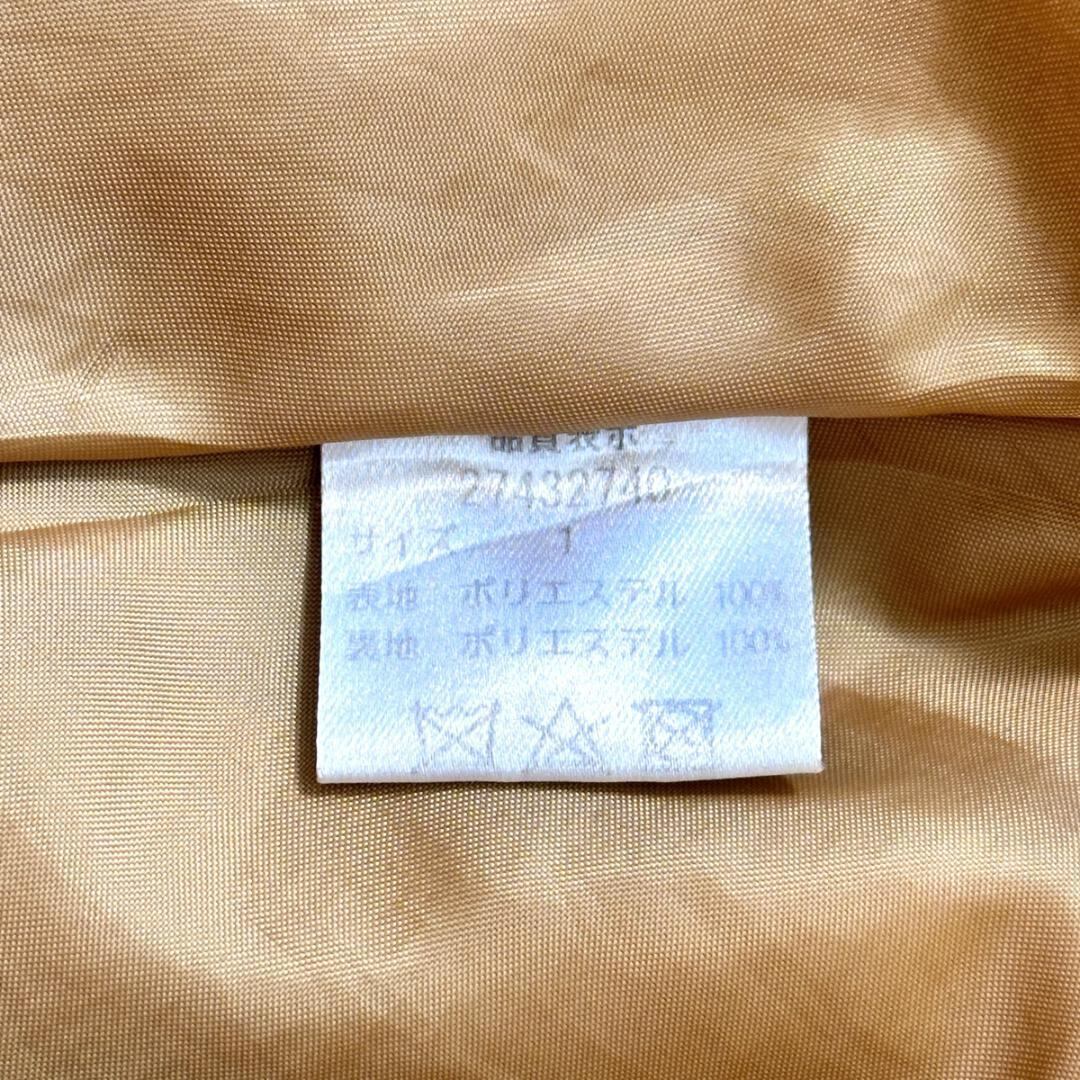 品質表示
27432740
サイズ 1
表地 ポリエステル 100%
裏地 ポリエステル 100%